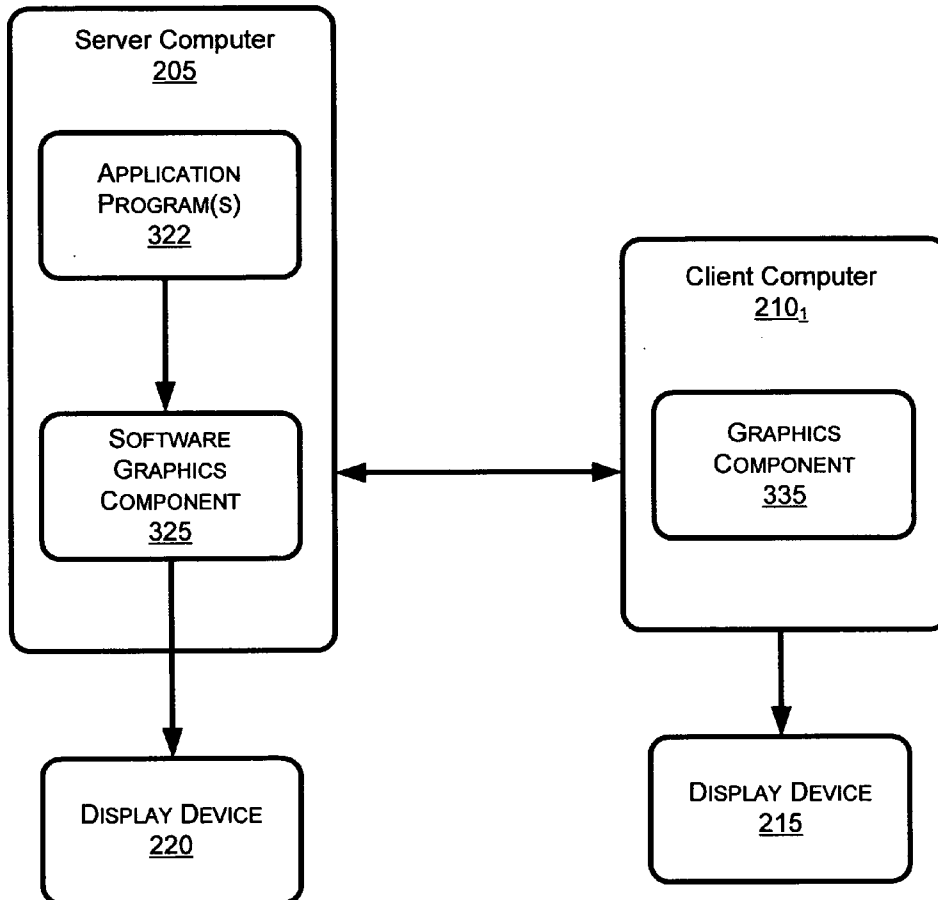 Server Computer
205
APPLICATION
PROGRAM(S)
322
SOFTWARE
GRAPHICS
COMPONENT
325
DISPLAY DEVICE
220
Client Computer
210₁
GRAPHICS
COMPONENT
335
DISPLAY DEVICE
215